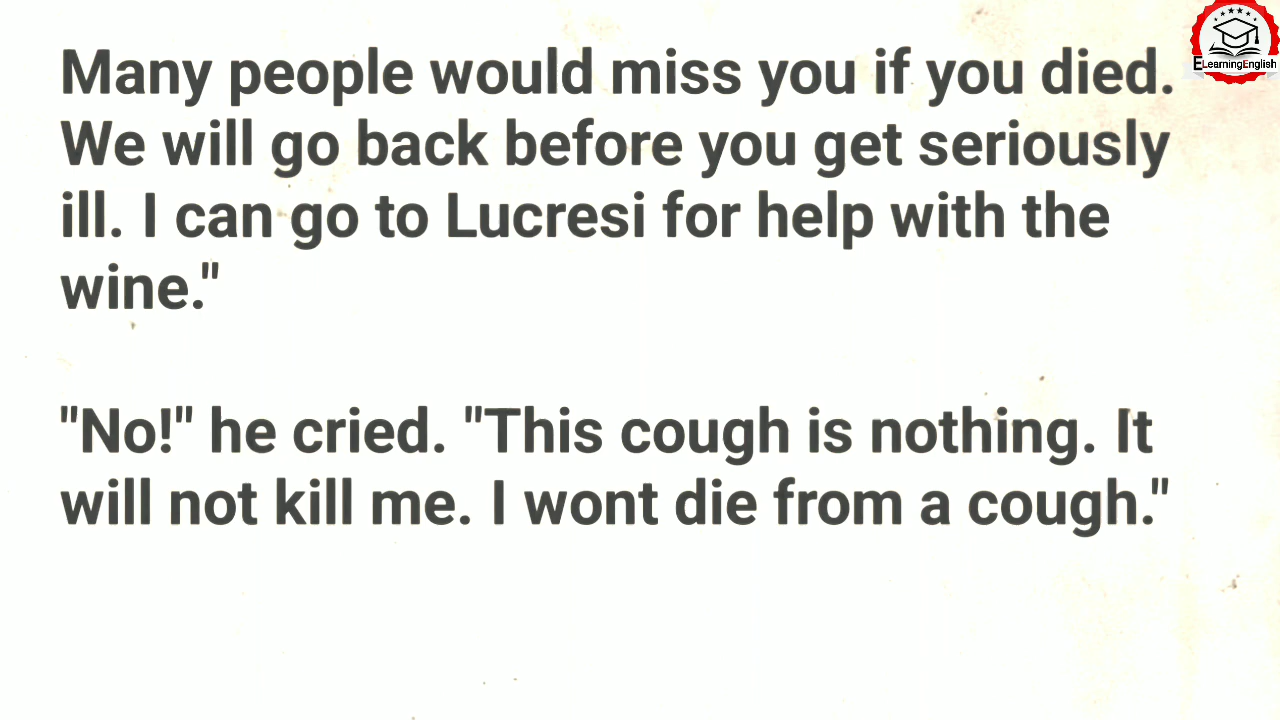 Many people would miss you if you died.
We will go back before you get seriously
ill. I can go to Lucresi for help with the
wine."
"No!" he cried. "This cough is nothing. It
will not kill me. I wont die from a cough."
ELearningEnglish